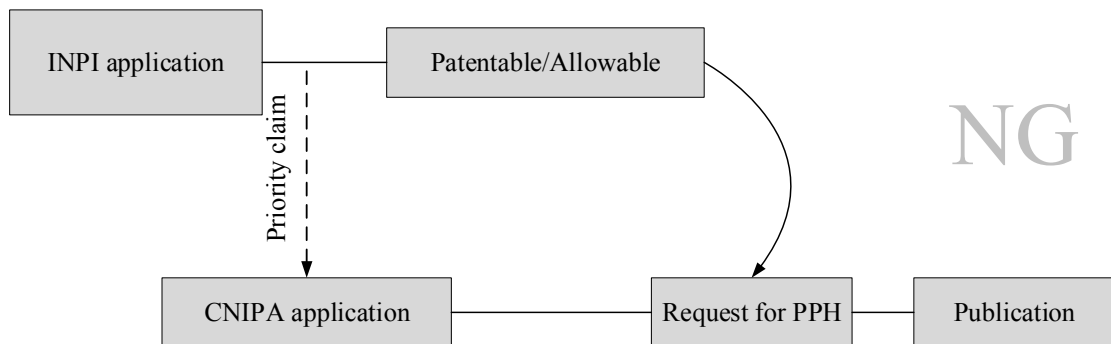 INPI application
Patentable/Allowable
NG
Priority claim
CNIPA application
Request for PPH
Publication